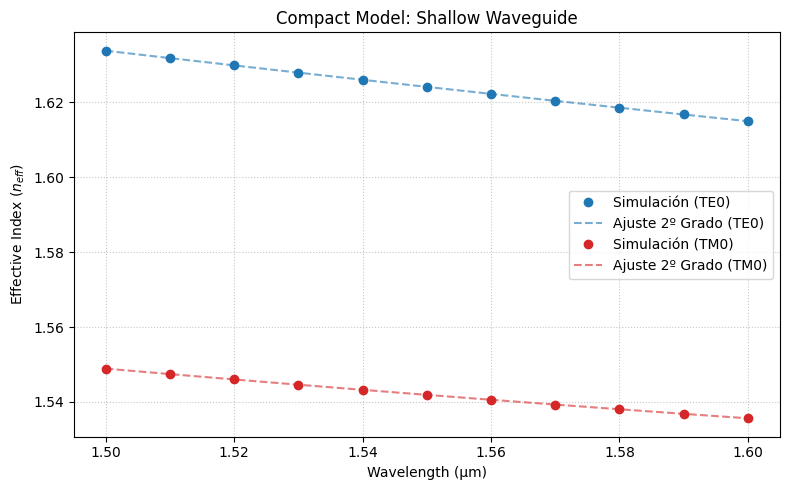 Compact Model: Shallow Waveguide
Effective Index (n_eff)
1.62
1.60
1.58
1.56
1.54
Simulación (TE0)
Ajuste 2º Grado (TE0)
Simulación (TM0)
Ajuste 2º Grado (TM0)
1.50 1.52 1.54 1.56 1.58 1.60
Wavelength (μm)